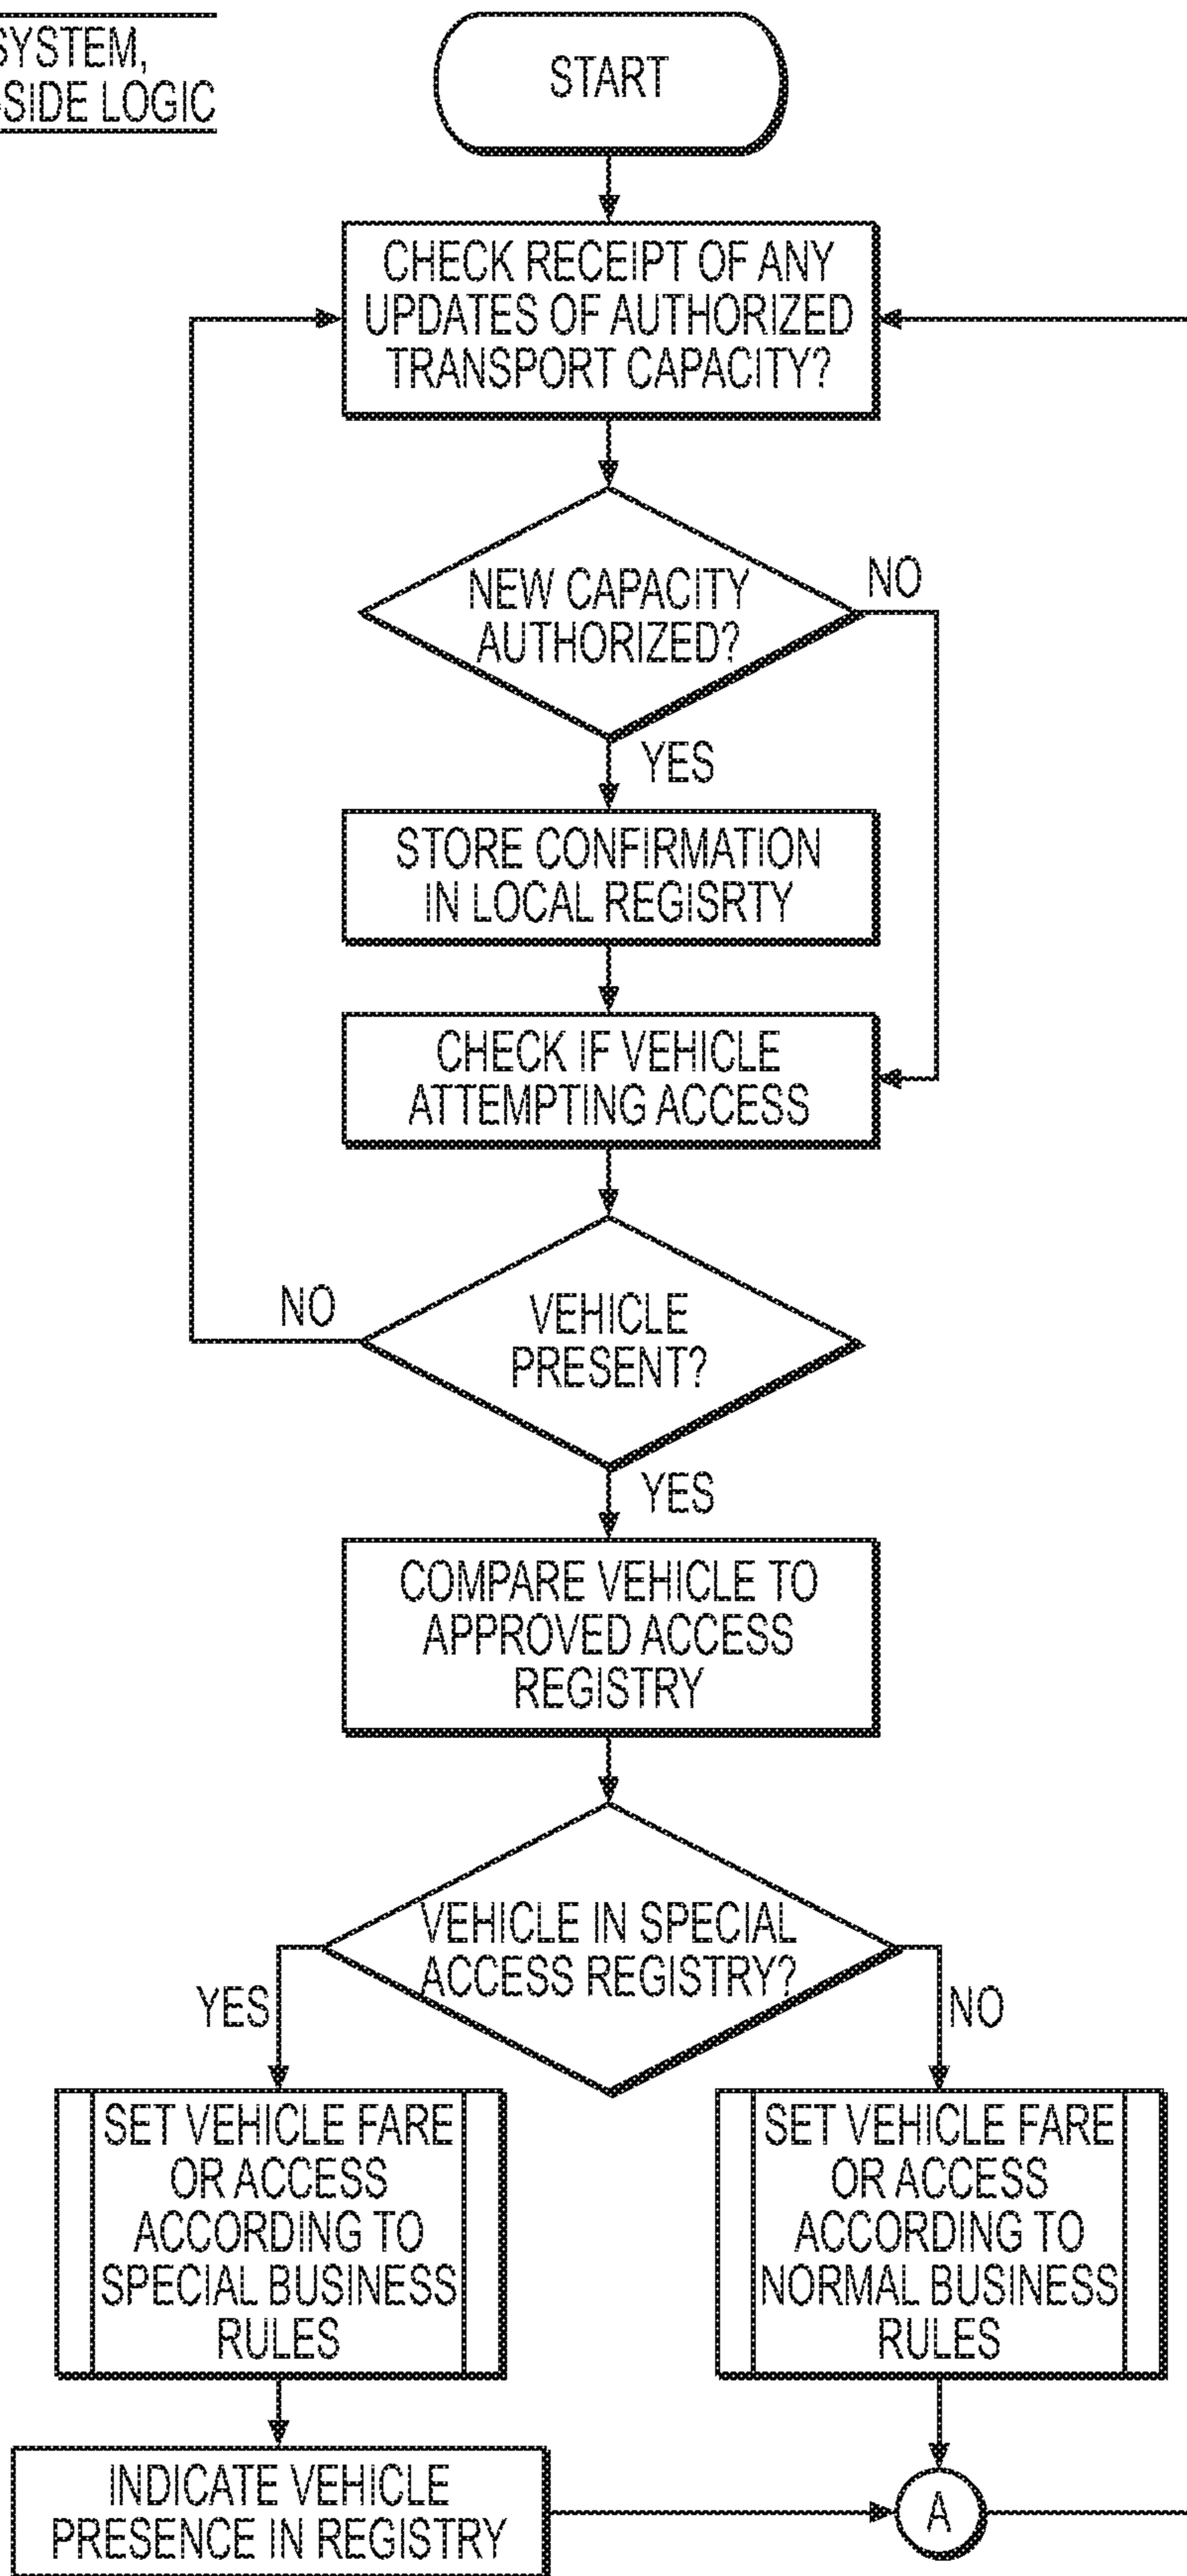 SYSTEM,
SIDE LOGIC
START
CHECK RECEIPT OF ANY
UPDATES OF AUTHORIZED
TRANSPORT CAPACITY?
NEW CAPACITY
AUTHORIZED?
NO
YES
STORE CONFIRMATION
IN LOCAL REGISRTY
CHECK IF VEHICLE
ATTEMPTING ACCESS
NO
VEHICLE
PRESENT?
YES
COMPARE VEHICLE TO
APPROVED ACCESS
REGISTRY
VEHICLE IN SPECIAL
ACCESS REGISTRY?
YES
NO
SET VEHICLE FARE
OR ACCESS
ACCORDING TO
SPECIAL BUSINESS
RULES
SET VEHICLE FARE
OR ACCESS
ACCORDING TO
NORMAL BUSINESS
RULES
INDICATE VEHICLE
PRESENCE IN REGISTRY
A